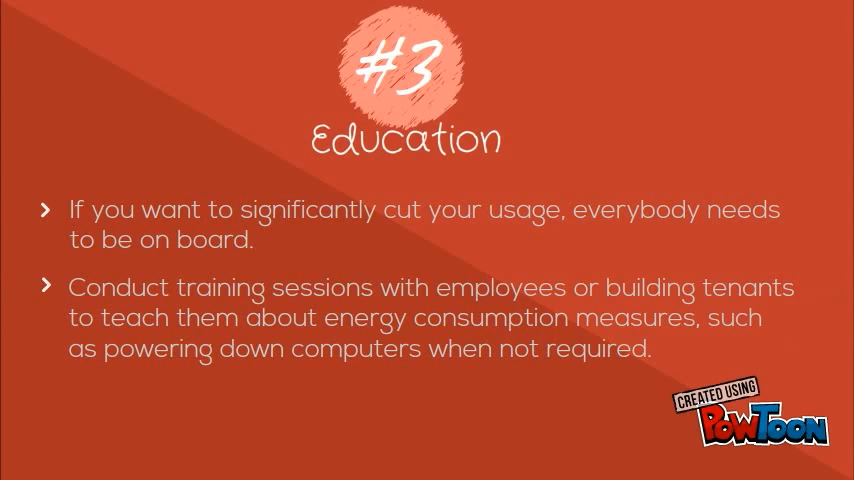 #3
Education
If you want to significantly cut your usage, everybody needs
to be on board.
Conduct training sessions with employees or building tenants
to teach them about energy consumption measures, such
as powering down computers when not required.
CREATED USING
POWTOON